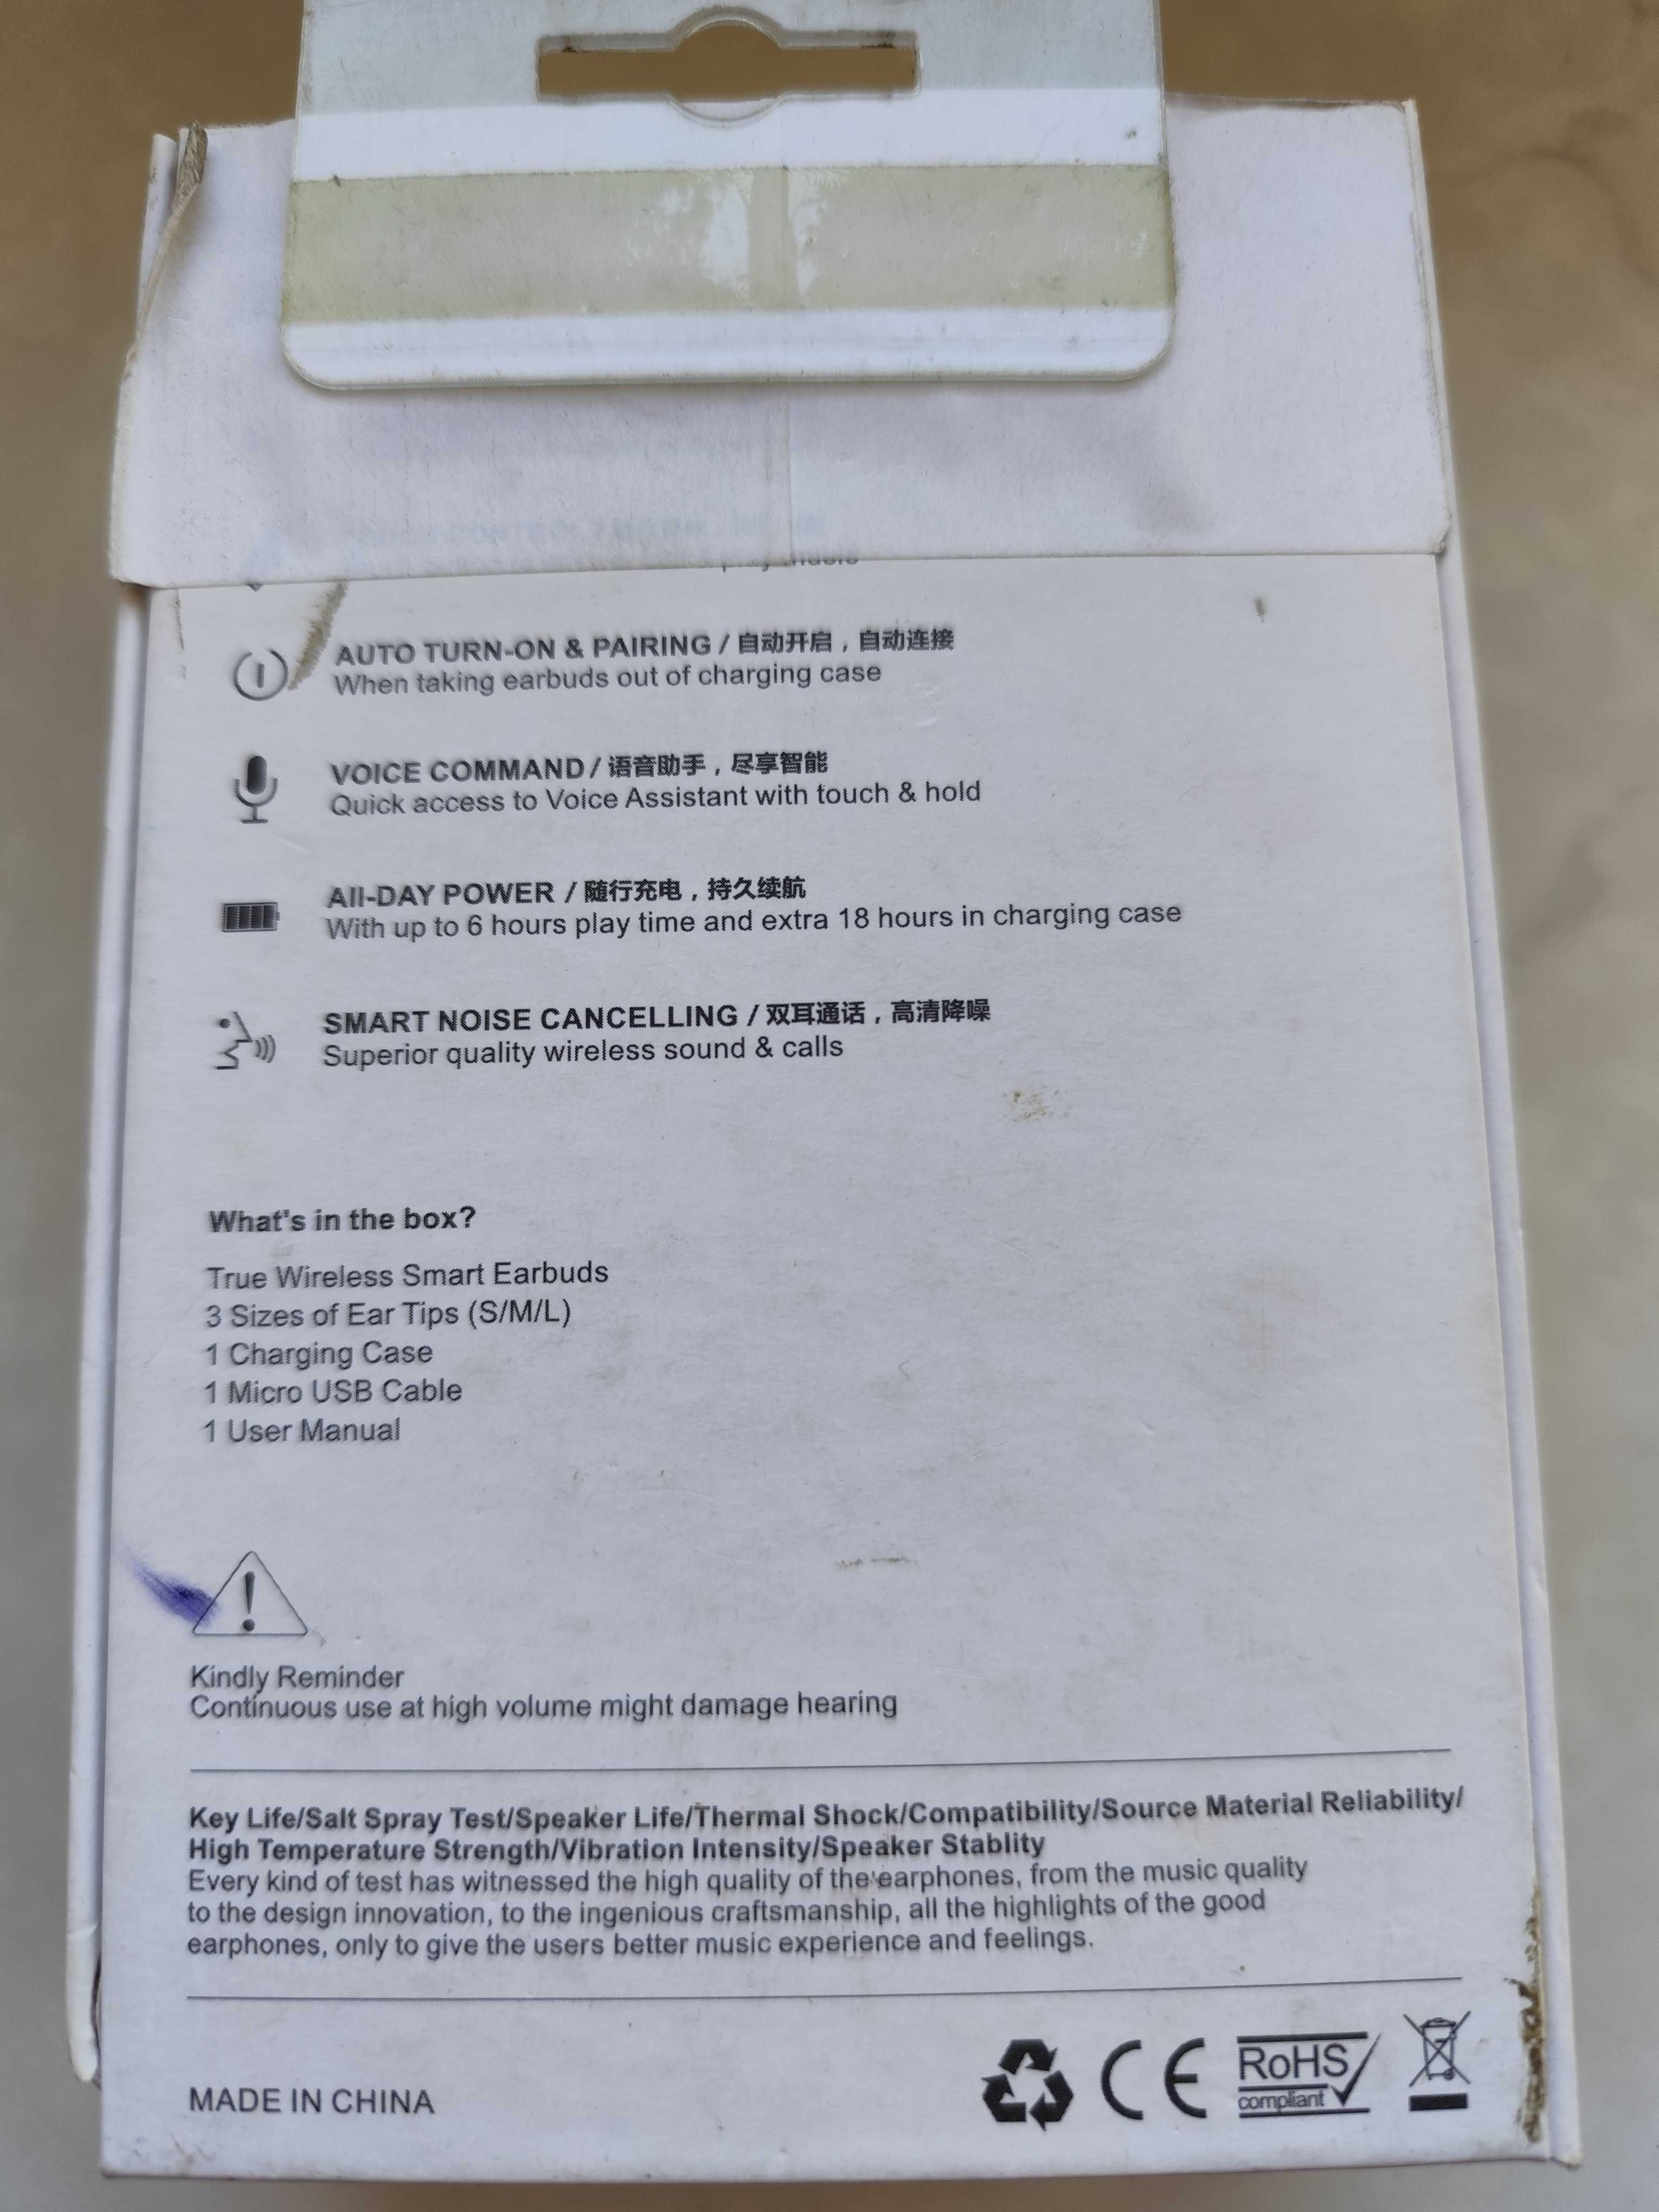 AUTO TURN-ON & PAIRING / 自动开启，自动连接
When taking earbuds out of charging case
VOICE COMMAND / 语音助手，尽享智能
Quick access to Voice Assistant with touch & hold
All-DAY POWER / 随行充电，持久续航
With up to 6 hours play time and extra 18 hours in charging case
SMART NOISE CANCELLING / 双耳通话，高清降噪
Superior quality wireless sound & calls
What's in the box?
True Wireless Smart Earbuds
3 Sizes of Ear Tips (S/M/L)
1 Charging Case
1 Micro USB Cable
1 User Manual
Kindly Reminder
Continuous use at high volume might damage hearing
Key Life/Salt Spray Test/Speaker Life/Thermal Shock/Compatibility/Source Material Reliability/
High Temperature Strength/Vibration Intensity/Speaker Stablity
Every kind of test has witnessed the high quality of the earphones, from the music quality
to the design innovation, to the ingenious craftsmanship, all the highlights of the good
earphones, only to give the users better music experience and feelings.
MADE IN CHINA
CE
RoHS
compliant